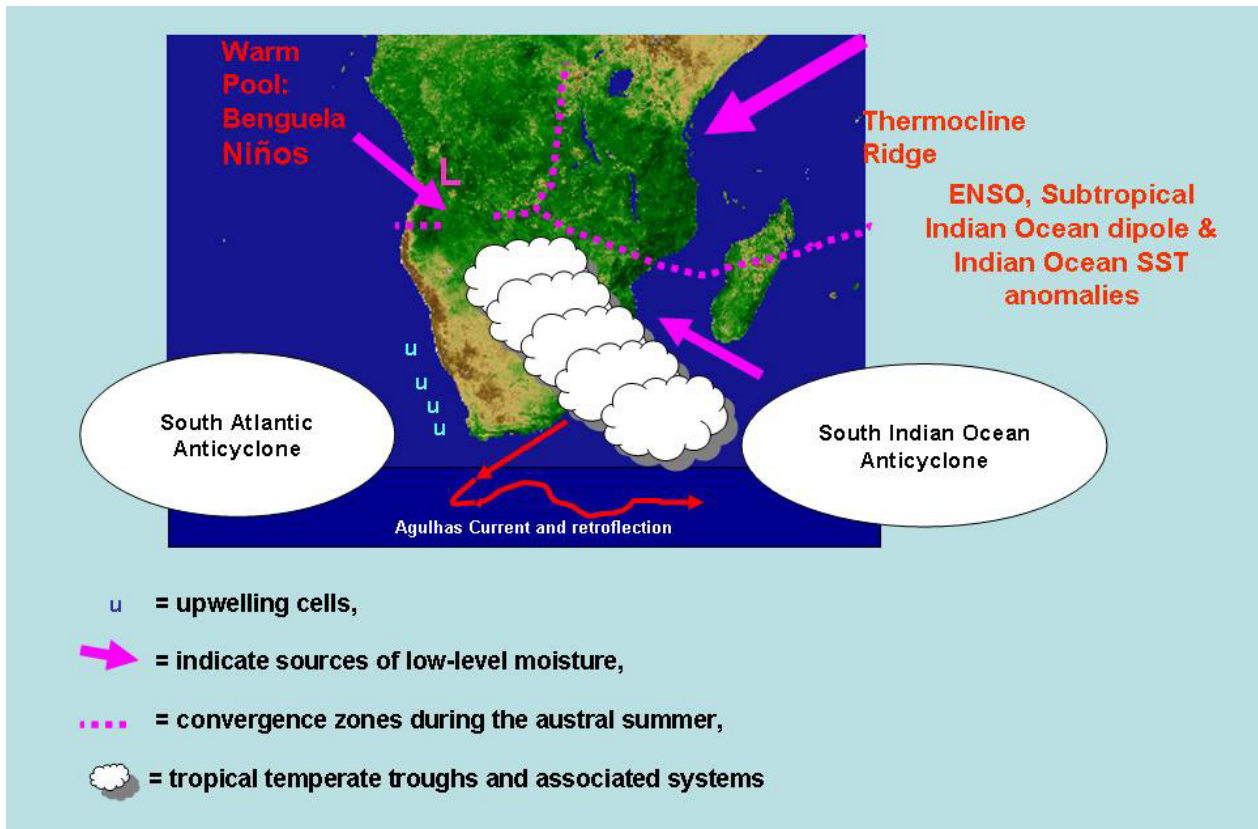 Warm
Pool:
Benguela
Niños
L
Thermocline
Ridge
ENSO, Subtropical
Indian Ocean dipole &
Indian Ocean SST
anomalies
u
u
u
u
South Atlantic
Anticyclone
South Indian Ocean
Anticyclone
Agulhas Current and retroflection
u = upwelling cells,
= indicate sources of low-level moisture,
= convergence zones during the austral summer,
= tropical temperate troughs and associated systems